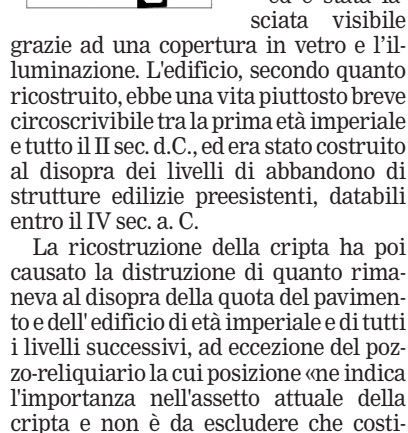 sciata visibile
grazie ad una copertura in vetro e l'il-
luminazione. L'edificio, secondo quanto
ricostruito, ebbe una vita piuttosto breve
circoscrivibile tra la prima età imperiale
e tutto il II sec. d.C., ed era stato costruito
al disopra dei livelli di abbandono di
strutture edilizie preesistenti, databili
entro il IV sec. a. C.
La ricostruzione della cripta ha poi
causato la distruzione di quanto rima-
neva al disopra della quota del pavimen-
to e dell' edificio di età imperiale e di tutti
i livelli successivi, ad eccezione del poz-
zo-reliquiario la cui posizione «ne indica
l'importanza nell'assetto attuale della
cripta e non è da escludere che costi-